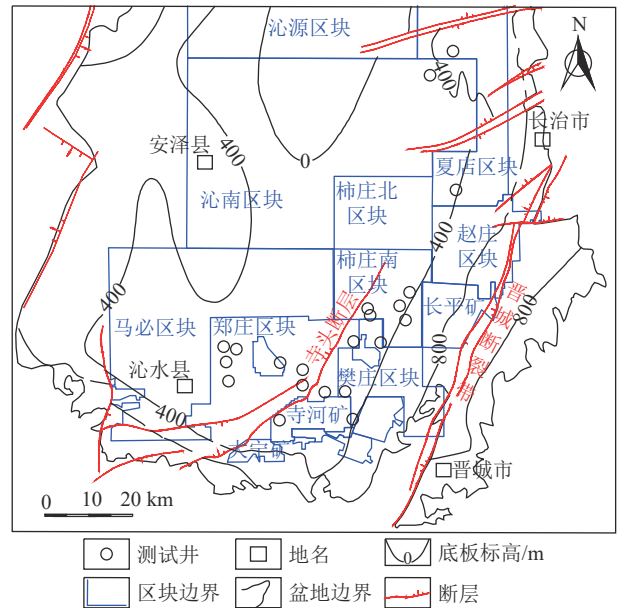 沁源区块
N
400
长治市
安泽县
400
0
夏店区块
沁南区块
柿庄北
区块
400
赵庄
区块
柿庄南
区块
400
长平矿
800
晋城断裂带
马必区块
郑庄区块
寺头断层
800
沁水县
樊庄区块
400
寺河矿
大宁矿
晋城市
0 10 20 km
测试井
地名
0
底板标高/m
区块边界
盆地边界
断层